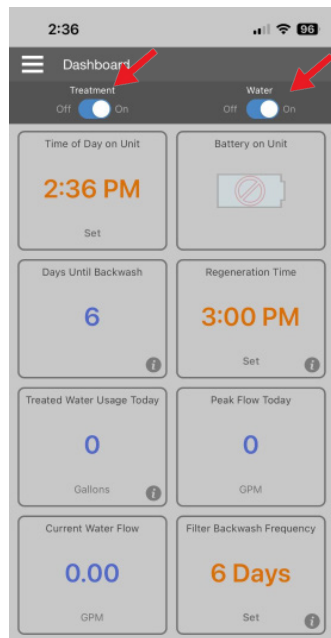 2:36
96
Dashboard
Treatment
Water
Off On
Off On
Time of Day on Unit
Battery on Unit
2:36 PM
Set
Days Until Backwash
Regeneration Time
6
3:00 PM
Set
Treated Water Usage Today
Peak Flow Today
0
0
Gallons
GPM
Current Water Flow
Filter Backwash Frequency
0.00
6 Days
GPM
Set